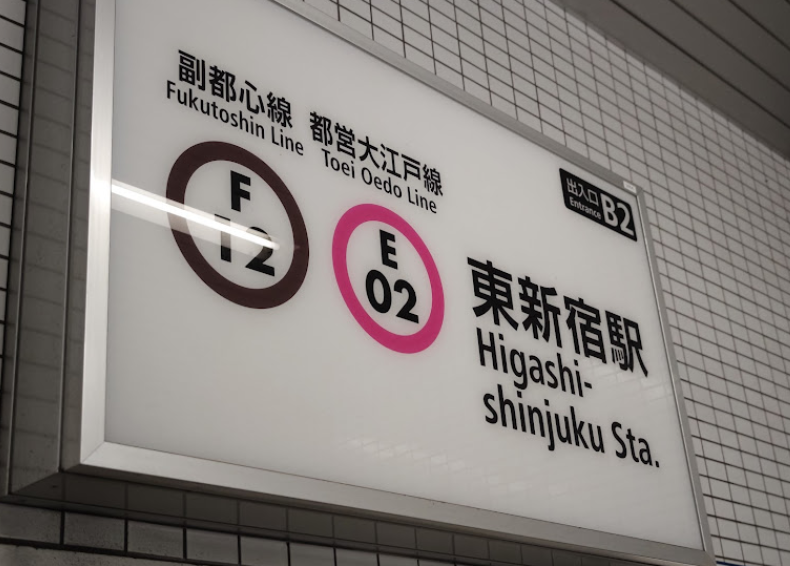 副都心線
Fukutoshin Line
都営大江戸線
Toei Oedo Line
F
12
E
02
出入口
Entrance
B2
東新宿駅
Higashi-
shinjuku Sta.